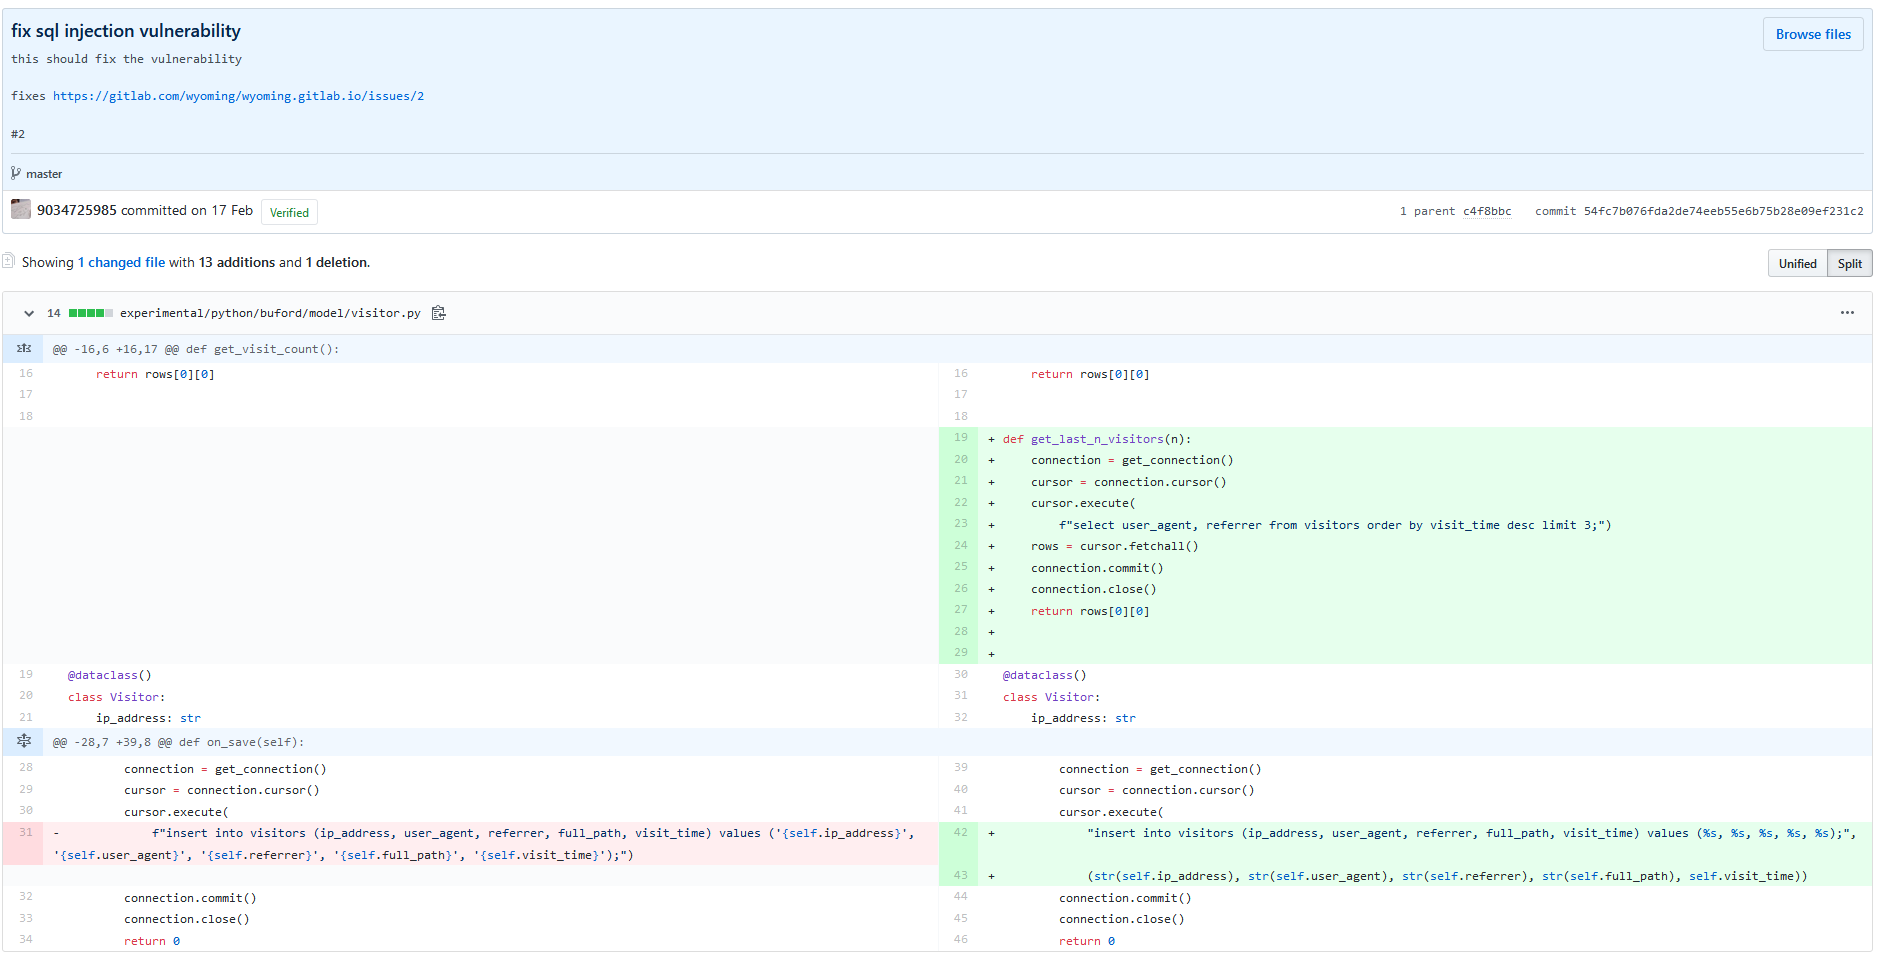 fix sql injection vulnerability
Browse files
this should fix the vulnerability
fixes https://gitlab.com/wyoming/wyoming.gitlab.io/issues/2
#2
master
9034725985 committed on 17 Feb Verified 1 parent c4f8bbc commit 54fc7b076fda2de74eeb55e6b75b28e09ef231c2
Showing 1 changed file with 13 additions and 1 deletion. Unified Split
14 experimental/python/buford/model/visitor.py ...
@@ -16,6 +16,17 @@ def get_visit_count():
16 return rows[0][0] 16 return rows[0][0]
17 17
18 18
19 + def get_last_n_visitors(n):
20 + connection = get_connection()
21 + cursor = connection.cursor()
22 + cursor.execute(
23 + f"select user_agent, referrer from visitors order by visit_time desc limit 3;")
24 + rows = cursor.fetchall()
25 + connection.commit()
26 + connection.close()
27 + return rows[0][0]
28 +
29 +
19 @dataclass() 30 @dataclass()
20 class Visitor: 31 class Visitor:
21 ip_address: str 32 ip_address: str
@@ -28,7 +39,8 @@ def on_save(self):
28 connection = get_connection() 39 connection = get_connection()
29 cursor = connection.cursor() 40 cursor = connection.cursor()
30 cursor.execute( 41 cursor.execute(
31 - f"insert into visitors (ip_address, user_agent, referrer, full_path, visit_time) values ('{self.ip_address}', 42 + "insert into visitors (ip_address, user_agent, referrer, full_path, visit_time) values (%s, %s, %s, %s, %s);",
'{self.user_agent}', '{self.referrer}', '{self.full_path}', '{self.visit_time}');")
43 + (str(self.ip_address), str(self.user_agent), str(self.referrer), str(self.full_path), self.visit_time))
32 connection.commit() 44 connection.commit()
33 connection.close() 45 connection.close()
34 return 0 46 return 0